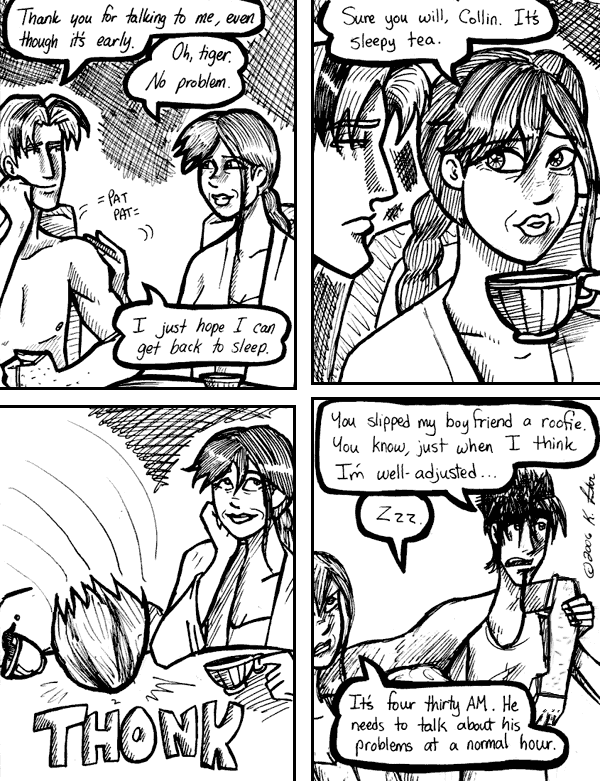 Thank you for talking to me, even
though it's early.
Oh, tiger.
No problem.
=PAT
PAT=
I just hope I can
get back to sleep.
Sure you will, Collin. It's
sleepy tea.
THONK
You slipped my boyfriend a roofie.
You know, just when I think
I'm well-adjusted...
Zzz.
It's four thirty AM. He
needs to talk about his
problems at a normal hour.
©2006 K.